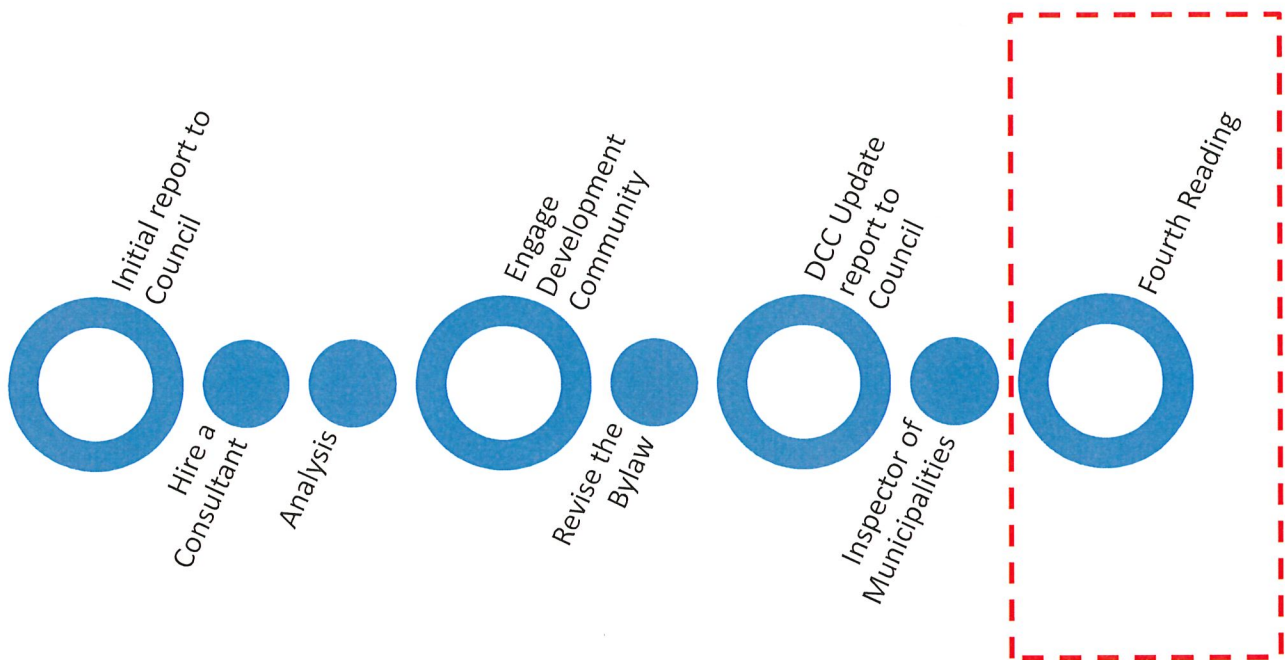 Initial report to
Council
Hire a
Consultant
Analysis
Engage
Development
Community
Revise the
Bylaw
DCC Update
report to
Council
Inspector of
Municipalities
Fourth Reading